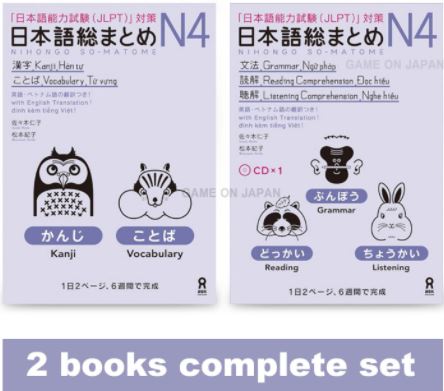 「日本語能力試験(JLPT)」対策
日本語総まとめ N4
NIHONGO SO-MATOME
漢字 Kanji, Hán tự
ことば, Vocabulary, Từ vựng
英語・ベトナム語の翻訳つき!
with English Translation!
đính kèm tiếng Việt!
佐々木仁子
松本紀子
かんじ
Kanji
ことば
Vocabulary
1日2ページ、6週間で完成
「日本語能力試験(JLPT)」対策
日本語総まとめ N4
NIHONGO SO-MATOME
文法, Grammar, Ngữ pháp
読解, Reading Comprehension, Đọc hiểu
聴解, Listening Comprehension, Nghe hiểu
英語・ベトナム語の翻訳つき!
with English Translation!
đính kèm tiếng Việt!
佐々木仁子
松本紀子
CD×1
ぶんぽう
Grammar
どっかい
Reading
ちょうかい
Listening
1日2ページ、6週間で完成
GAME ON JAPAN
GAME ON JAPAN
2 books complete set